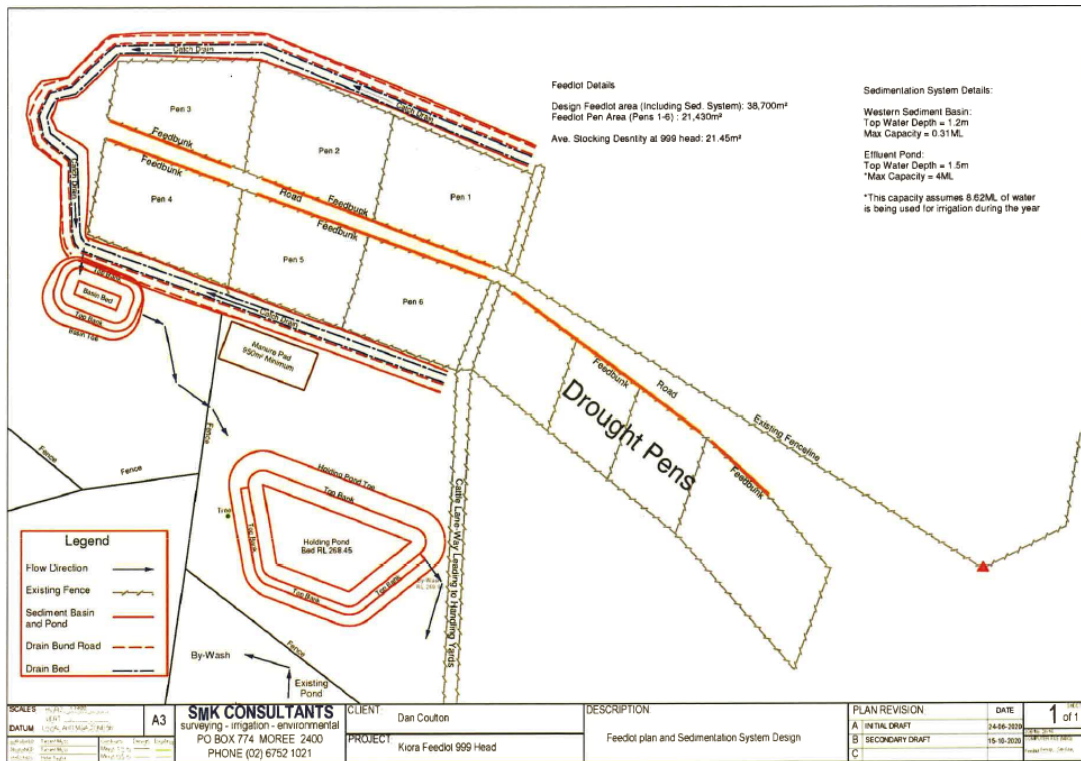 Catch Drain
Catch Drain
Pen 3
Pen 2
Pen 1
Feedbunk
Feedbunk
Road
Feedbunk
Feedbunk
Pen 4
Pen 5
Pen 6
Catch Drain
Catch Drain
Basin Bed
Top Bank
Basin Toe
Manure Pad
950m² Minimum
Feedlot Details
Design Feedlot area (Including Sed. System): 38,700m²
Feedlot Pen Area (Pens 1-6) : 21,430m²
Ave. Stocking Desntity at 999 head: 21.45m²
Sedimentation System Details:
Western Sediment Basin:
Top Water Depth = 1.2m
Max Capacity = 0.31ML
Effluent Pond:
Top Water Depth = 1.5m
*Max Capacity = 4ML
*This capacity assumes 8.62ML of water
is being used for irrigation during the year
Feedbunk
Road
Existing Fenceline
Drought Pens
Feedbunk
Fence
Fence
Fence
Holding Pond Toe
Top Bank
Tree
Holding Pond
Bed RL 268.45
Top Bank
Top Bank
Top Bank
By-Wash
Cattle Lane-Way Leading to Handling Yards
Fence
By-Wash
Existing
Pond
Legend
Flow Direction
Existing Fence
Sediment Basin
and Pond
Drain Bund Road
Drain Bed
SCALES
DATUM
A3
SMK CONSULTANTS
surveying - irrigation - environmental
PO BOX 774 MOREE 2400
PHONE (02) 6752 1021
CLIENT
Dan Coulton
PROJECT
Kiora Feedlot 999 Head
DESCRIPTION
Feedlot plan and Sedimentation System Design
PLAN REVISION
DATE
A INITIAL DRAFT 24-06-2020
B SECONDARY DRAFT 15-10-2020
C
SHEET
1 of 1